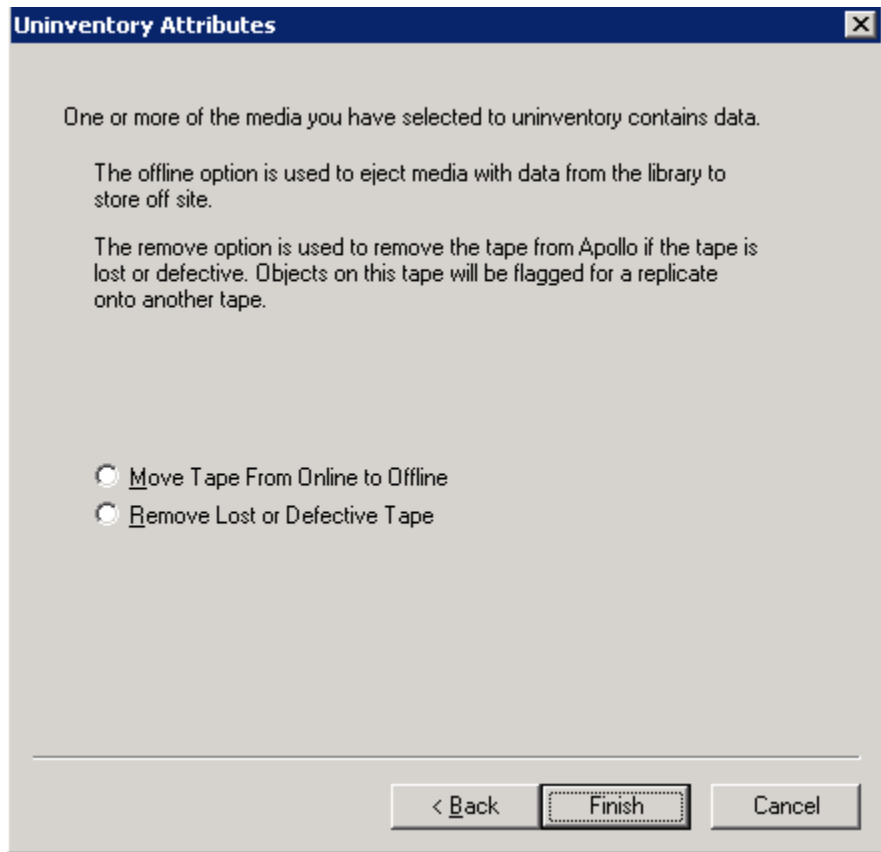 Uninventory Attributes
One or more of the media you have selected to uninventory contains data.
The offline option is used to eject media with data from the library to
store off site.
The remove option is used to remove the tape from Apollo if the tape is
lost or defective. Objects on this tape will be flagged for a replicate
onto another tape.
Move Tape From Online to Offline
Remove Lost or Defective Tape
< Back Finish Cancel